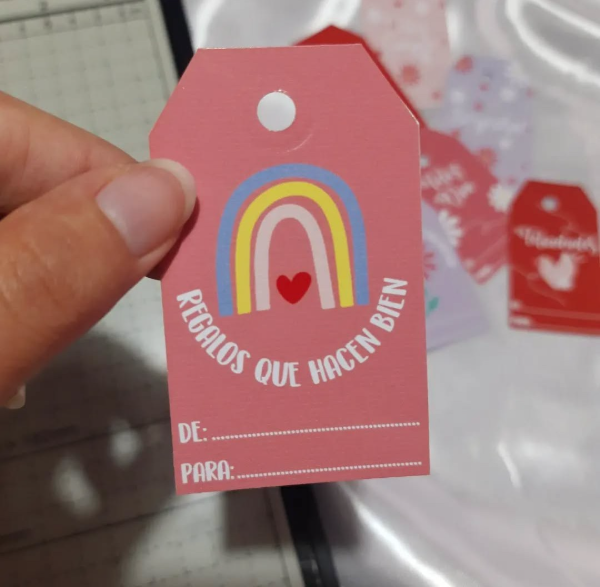 REGALOS QUE HACEN BIEN
DE:
PARA: